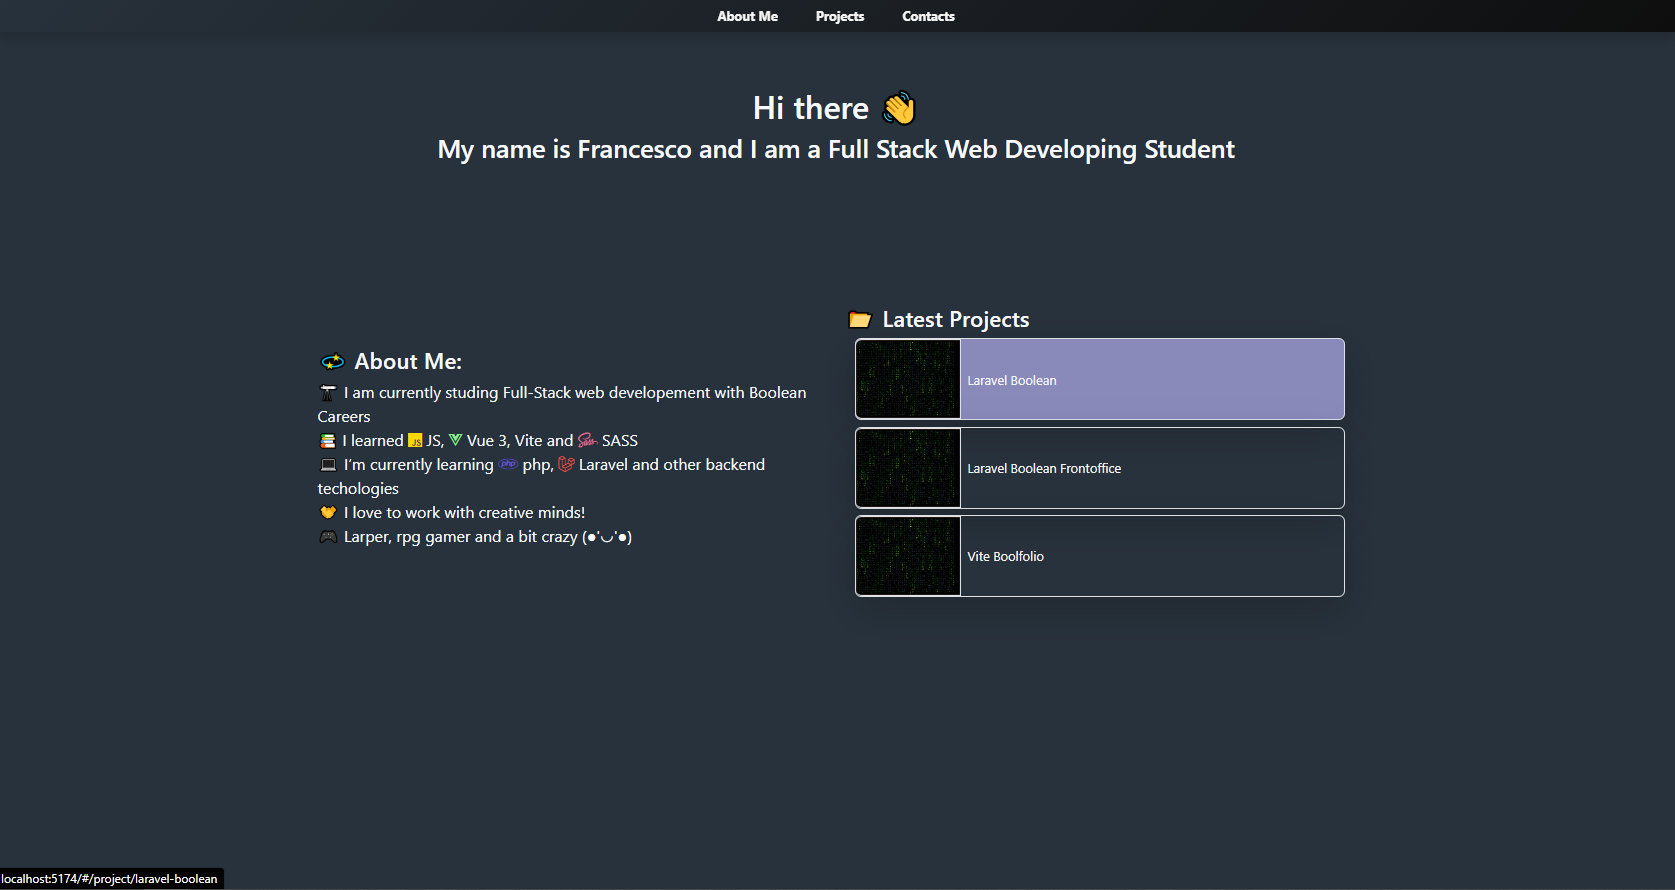 About Me Projects Contacts
Hi there 👋
My name is Francesco and I am a Full Stack Web Developing Student
📂 Latest Projects
Laravel Boolean
Laravel Boolean Frontoffice
Vite Boolfolio
💫 About Me:
🔭 I am currently studing Full-Stack web developement with Boolean
Careers
📚 I learned JS JS, Vue 3, Vite and Sass SASS
💻 I'm currently learning php php, Laravel and other backend
techologies
🤝 I love to work with creative minds!
🎮 Larper, rpg gamer and a bit crazy (●'◡'●)
localhost:5174/#/project/laravel-boolean